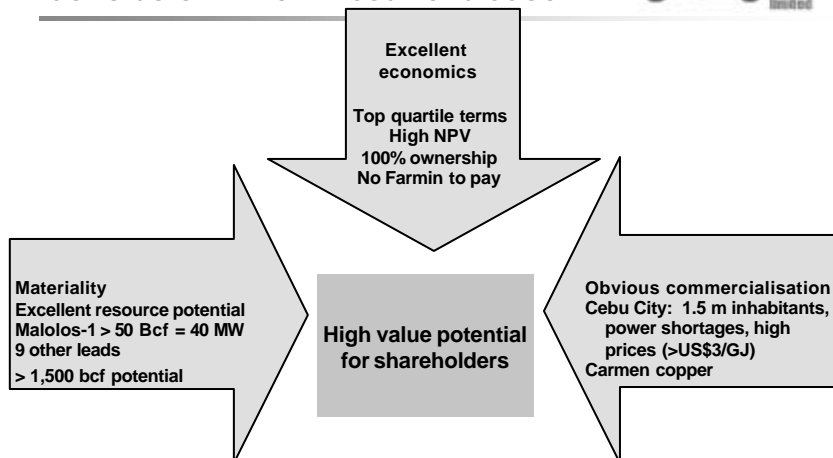 limited
Excellent
economics
Top quartile terms
High NPV
100% ownership
No Farmin to pay
Materiality
Excellent resource potential
Malolos-1 > 50 Bcf = 40 MW
9 other leads
> 1,500 bcf potential
High value potential
for shareholders
Obvious commercialisation
Cebu City: 1.5 m inhabitants,
power shortages, high
prices (>US$3/GJ)
Carmen copper